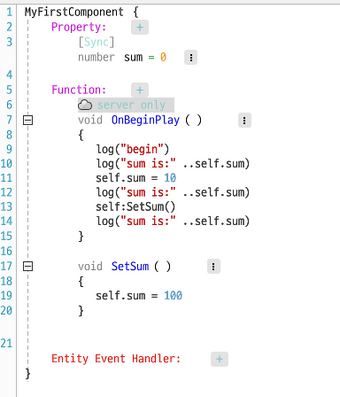 1 MyFirstComponent {
2 Property: +
3 [Sync]
number sum = 0
4
5 Function: +
6 server only
7 void OnBeginPlay ( )
8 {
9 log("begin")
10 log("sum is:" ..self.sum)
11 self.sum = 10
12 log("sum is:" ..self.sum)
13 self:SetSum()
14 log("sum is:" ..self.sum)
15 }
16
17 void SetSum ( )
18 {
19 self.sum = 100
20 }
21
Entity Event Handler: +
}